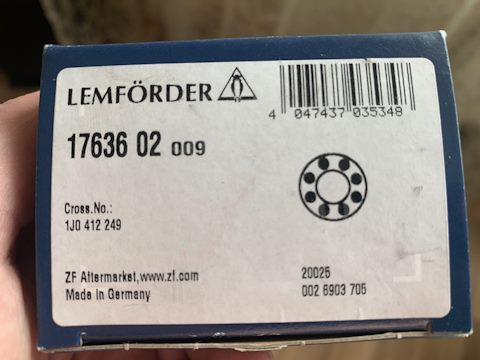 LEMFÖRDER
4 047437 035348
17636 02 009
Cross.No.:
1J0 412 249
ZF Aftermarket,www.zf.com
Made in Germany
20025
002 6903 705